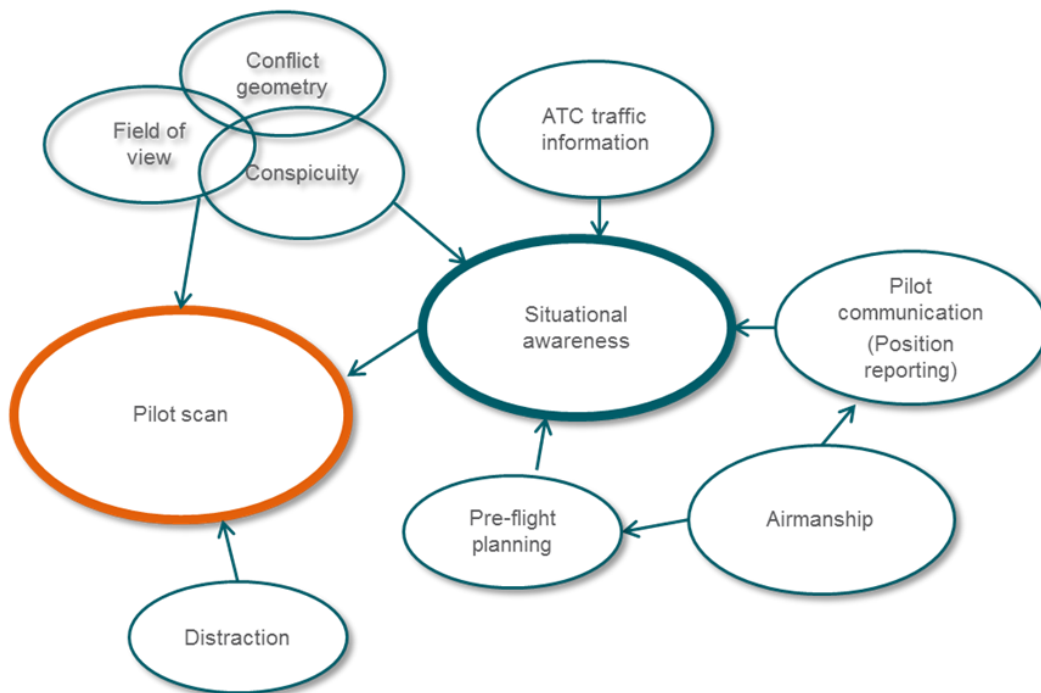 Conflict
geometry
Field of
view
Conspicuity
ATC traffic
information
Situational
awareness
Pilot
communication
(Position
reporting)
Pilot scan
Pre-flight
planning
Airmanship
Distraction